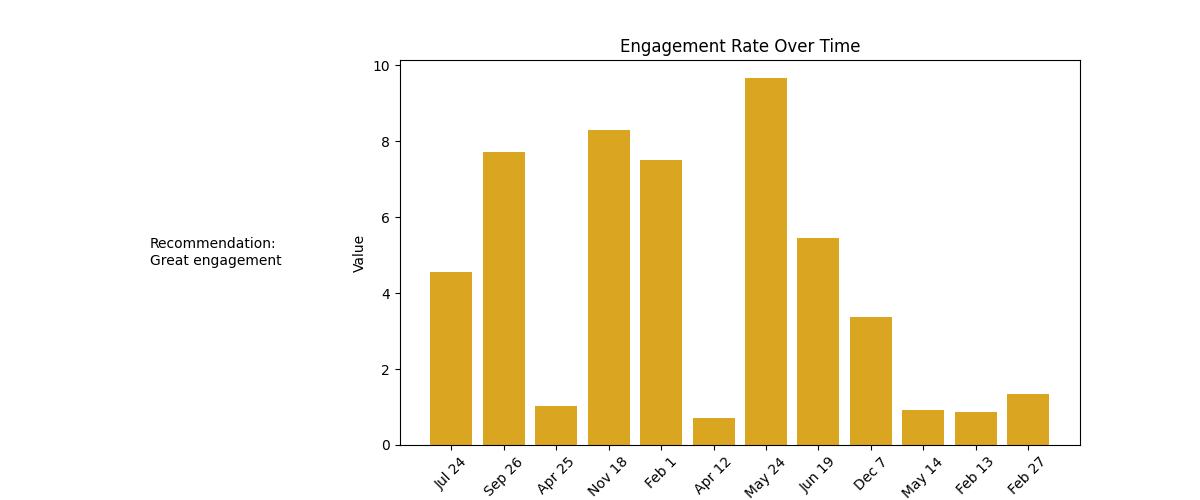 Engagement Rate Over Time
Recommendation:
Great engagement
Value
10
8
6
4
2
0
Jul 24
Sep 26
Apr 25
Nov 18
Feb 1
Apr 12
May 24
Jun 19
Dec 7
May 14
Feb 13
Feb 27